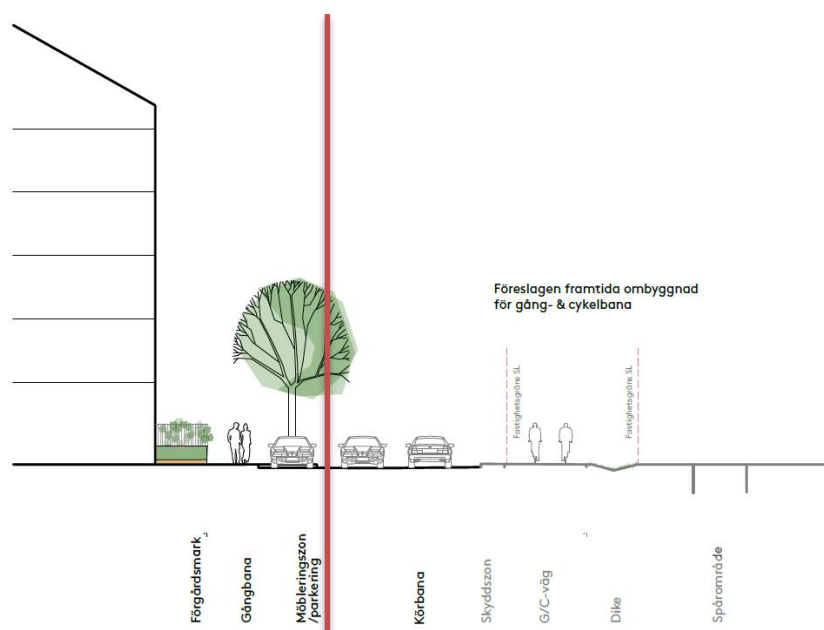 Föreslagen framtida ombyggnad
för gång- & cykelbana
Fastighetsgräns SL
Fastighetsgräns SL
Förgårdsmark
Gångbana
Möbleringszon
/parkering
Körbana
Skyddszon
G/C-väg
Dike
Spårområde